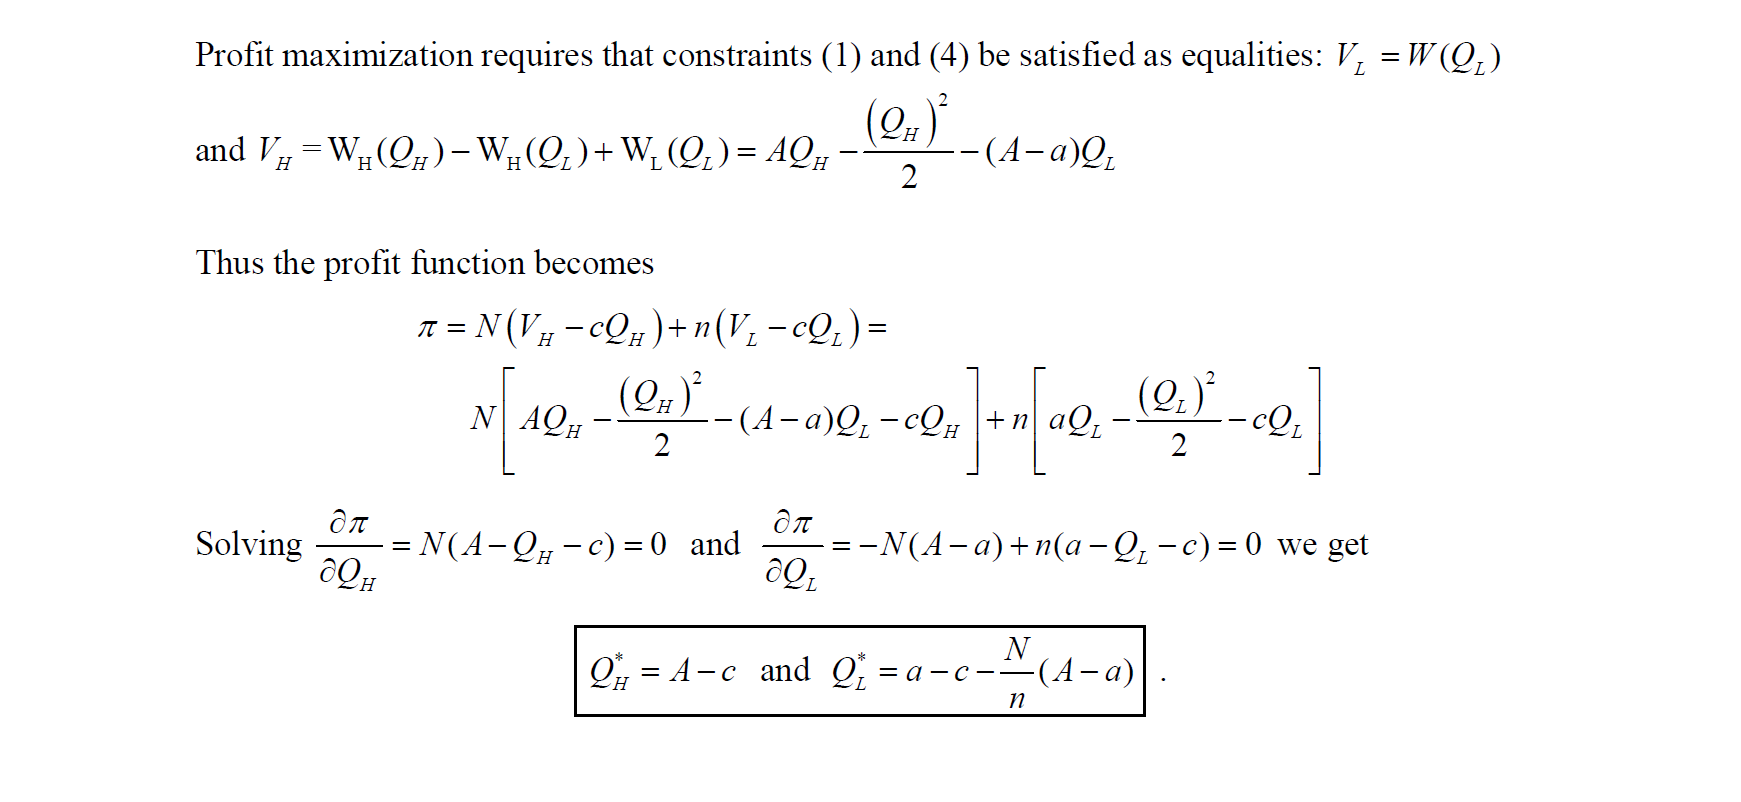 Profit maximization requires that constraints (1) and (4) be satisfied as equalities: V_L = W(Q_L)
and V_H = W_H(Q_H) − W_H(Q_L) + W_L(Q_L) = AQ_H − (Q_H)²/2 − (A − a)Q_L
Thus the profit function becomes
π = N(V_H − cQ_H) + n(V_L − cQ_L) =
N[AQ_H − (Q_H)²/2 − (A − a)Q_L − cQ_H] + n[aQ_L − (Q_L)²/2 − cQ_L]
Solving ∂π/∂Q_H = N(A − Q_H − c) = 0 and ∂π/∂Q_L = −N(A − a) + n(a − Q_L − c) = 0 we get
Q*_H = A − c and Q*_L = a − c − N/n (A − a) .